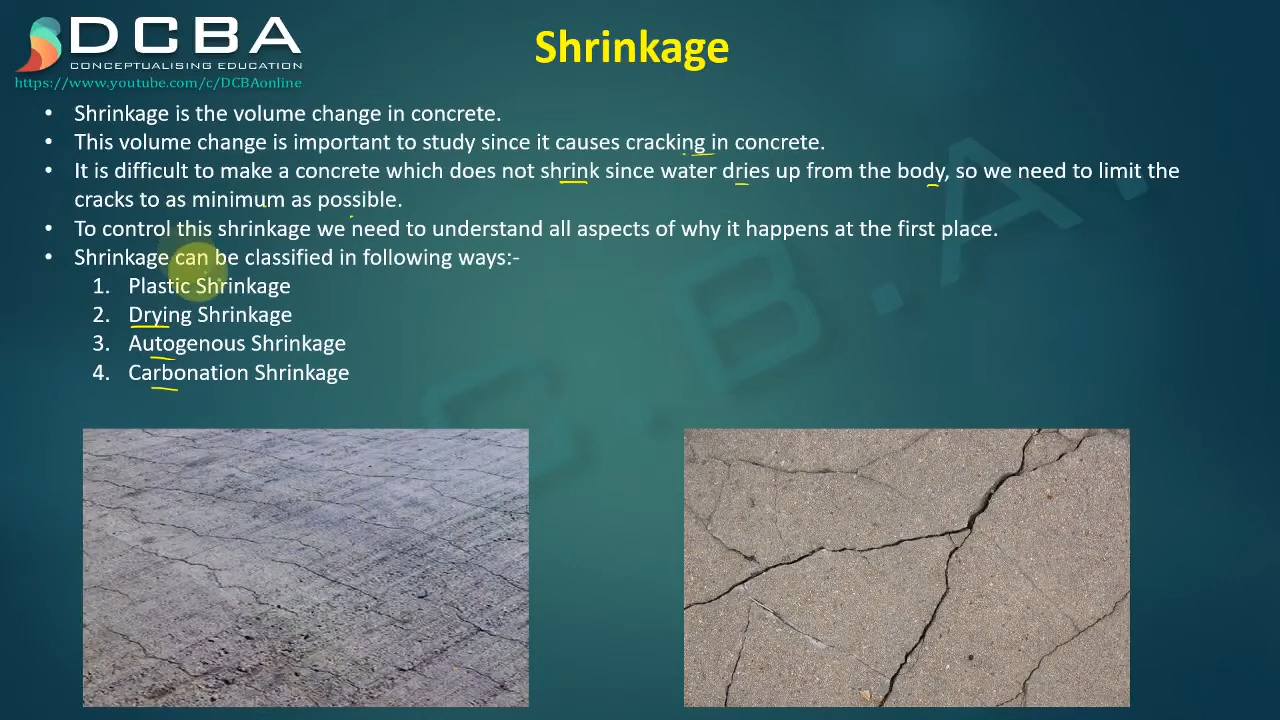 DCBA
CONCEPTUALISING EDUCATION
https://www.youtube.com/c/DCBAonline
Shrinkage
• Shrinkage is the volume change in concrete.
• This volume change is important to study since it causes cracking in concrete.
• It is difficult to make a concrete which does not shrink since water dries up from the body, so we need to limit the
cracks to as minimum as possible.
• To control this shrinkage we need to understand all aspects of why it happens at the first place.
• Shrinkage can be classified in following ways:-
1. Plastic Shrinkage
2. Drying Shrinkage
3. Autogenous Shrinkage
4. Carbonation Shrinkage
D.C.B.A.